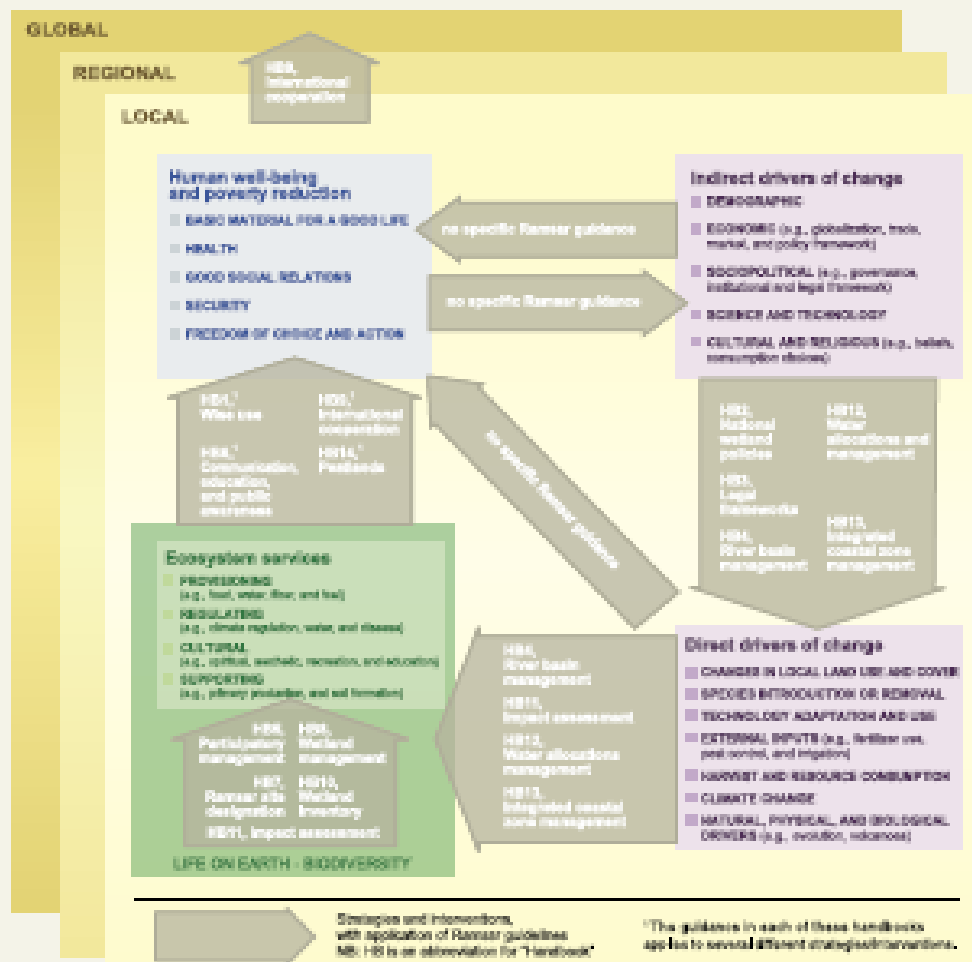 GLOBAL
REGIONAL
LOCAL
HB9,
International
cooperation
Human well-being
and poverty reduction
BASIC MATERIAL FOR A GOOD LIFE
HEALTH
GOOD SOCIAL RELATIONS
SECURITY
FREEDOM OF CHOICE AND ACTION
no specific Ramsar guidance
no specific Ramsar guidance
Indirect drivers of change
DEMOGRAPHIC
ECONOMIC (e.g., globalization, trade,
market, and policy framework)
SOCIOPOLITICAL (e.g., governance,
institutional and legal framework)
SCIENCE AND TECHNOLOGY
CULTURAL AND RELIGIOUS (e.g., beliefs,
consumption choices)
HB1,¹
Wise use
HB9,¹
International
cooperation
Communication,
education,
and public
awareness
Peatlands
no specific Ramsar guidance
HB2,
National
wetland
policies
HB12,
Water
allocations and
management
HB3,
Legal
frameworks
HB4,
River basin
management
HB13,
Integrated
coastal zone
management
Ecosystem services
PROVISIONING
(e.g., food, water, fiber, and fuel)
REGULATING
(e.g., climate regulation, water, and disease)
CULTURAL
(e.g., spiritual, aesthetic, recreation, and education)
SUPPORTING
(e.g., primary production, and soil formation)
Participatory
management
Wetland
management
HB7,
Ramsar site
designation
HB10,
Wetland
Inventory
HB11, Impact assessment
LIFE ON EARTH - BIODIVERSITY
HB4,
River basin
management
HB11,
Impact assessment
HB12,
Water allocations
management
HB13,
Integrated coastal
zone management
Direct drivers of change
CHANGES IN LOCAL LAND USE AND COVER
SPECIES INTRODUCTION OR REMOVAL
TECHNOLOGY ADAPTATION AND USE
EXTERNAL INPUTS (e.g., fertilizer use,
pest control, and irrigation)
HARVEST AND RESOURCE CONSUMPTION
CLIMATE CHANGE
NATURAL, PHYSICAL, AND BIOLOGICAL
DRIVERS (e.g., evolution, volcanoes)
Strategies and interventions,
with application of Ramsar guidelines
NB: HB is an abbreviation for "Handbook"
¹The guidance in each of these handbooks
applies to several different strategies/interventions.